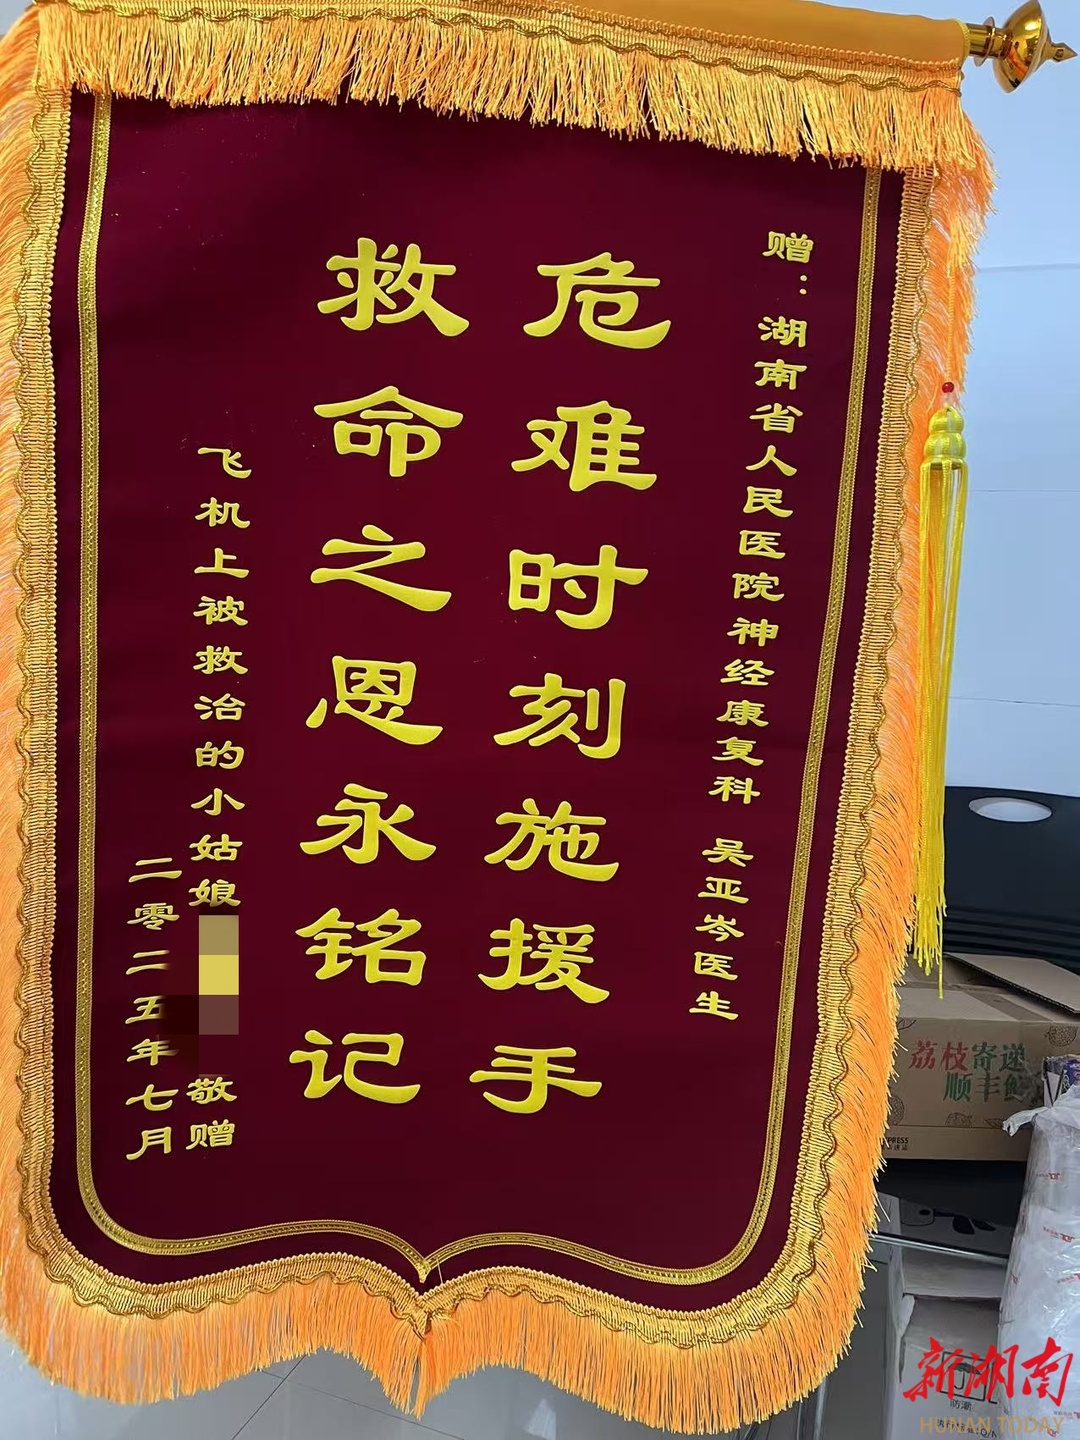 赠：湖南省人民医院神经康复科 吴亚岑医生
危难时刻施援手
救命之恩永铭记
飞机上被救治的小姑娘
敬赠
二零二五年七月
荔枝寄递
顺丰
EXPRESS
防潮
新湖南
HUNAN TODAY